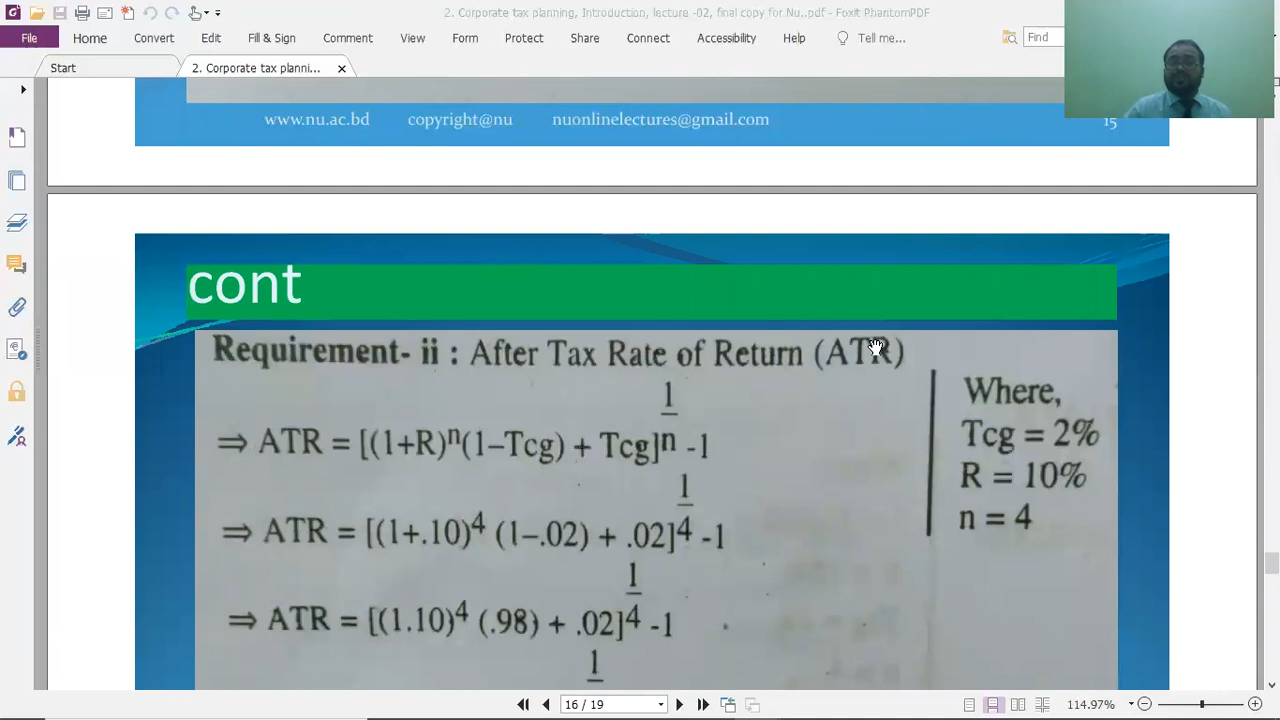 2. Corporate tax planning, Introduction, lecture -02, final copy for Nu..pdf - Foxit PhantomPDF
File Home Convert Edit Fill & Sign Comment View Form Protect Share Connect Accessibility Help Tell me... Find
Start 2. Corporate tax planni...
www.nu.ac.bd copyright@nu nuonlinelectures@gmail.com 15
cont
Requirement- ii : After Tax Rate of Return (ATR)
⇒ ATR = [(1+R)ⁿ(1–Tcg) + Tcg]^(1/n) -1
⇒ ATR = [(1+.10)⁴ (1–.02) + .02]^(1/4) -1
⇒ ATR = [(1.10)⁴ (.98) + .02]^(1/4) -1
1
Where,
Tcg = 2%
R = 10%
n = 4
16 / 19 114.97%